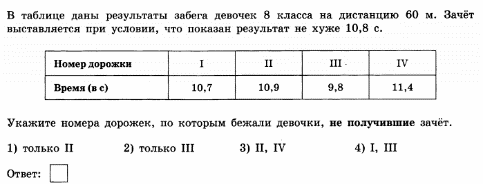 В таблице даны результаты забега девочек 8 класса на дистанцию 60 м. Зачёт
выставляется при условии, что показан результат не хуже 10,8 с.
Номер дорожки I II III IV
Время (в с) 10,7 10,9 9,8 11,4
Укажите номера дорожек, по которым бежали девочки, не получившие зачёт.
1) только II 2) только III 3) II, IV 4) I, III
Ответ: